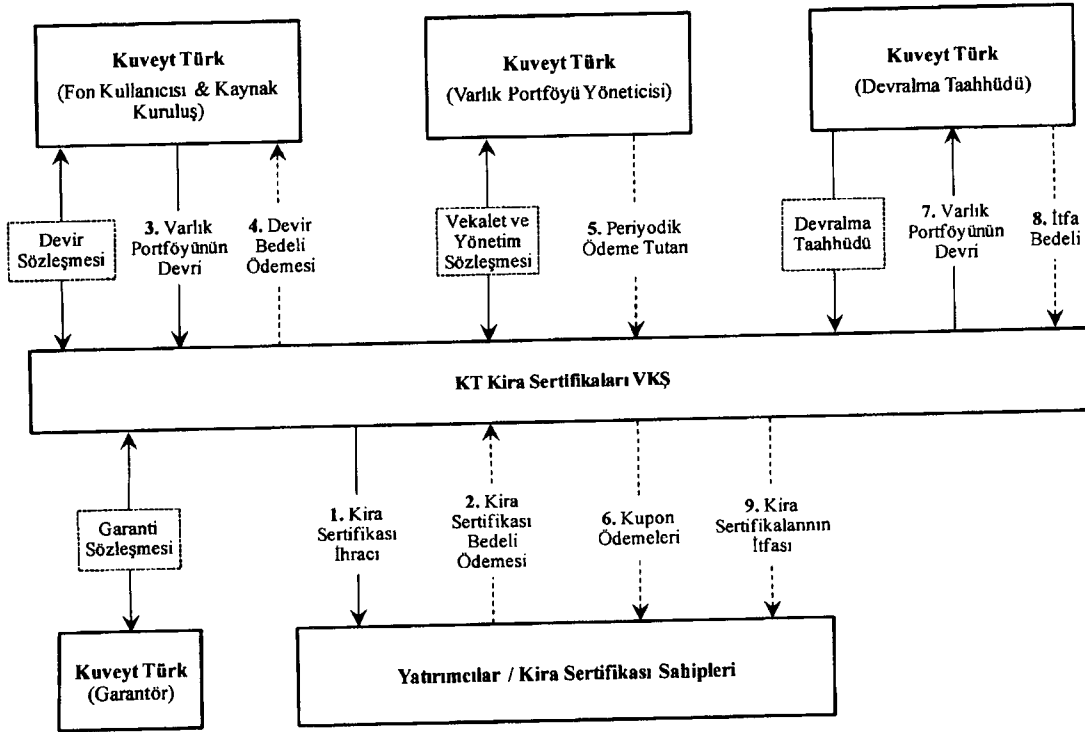 Kuveyt Türk
(Fon Kullanıcısı & Kaynak
Kuruluş)
Kuveyt Türk
(Varlık Portföyü Yöneticisi)
Kuveyt Türk
(Devralma Taahhüdü)
Devir
Sözleşmesi
3. Varlık
Portföyünün
Devri
4. Devir
Bedeli
Ödemesi
Vekalet ve
Yönetim
Sözleşmesi
5. Periyodik
Ödeme Tutan
Devralma
Taahhüdü
7. Varlık
Portföyünün
Devri
8. İtfa
Bedeli
KT Kira Sertifikaları VKŞ
Garanti
Sözleşmesi
1. Kira
Sertifikası
İhracı
2. Kira
Sertifikası
Bedeli
Ödemesi
6. Kupon
Ödemeleri
9. Kira
Sertifikalannın
İtfası
Kuveyt Türk
(Garantör)
Yatırımcılar / Kira Sertifikası Sahipleri